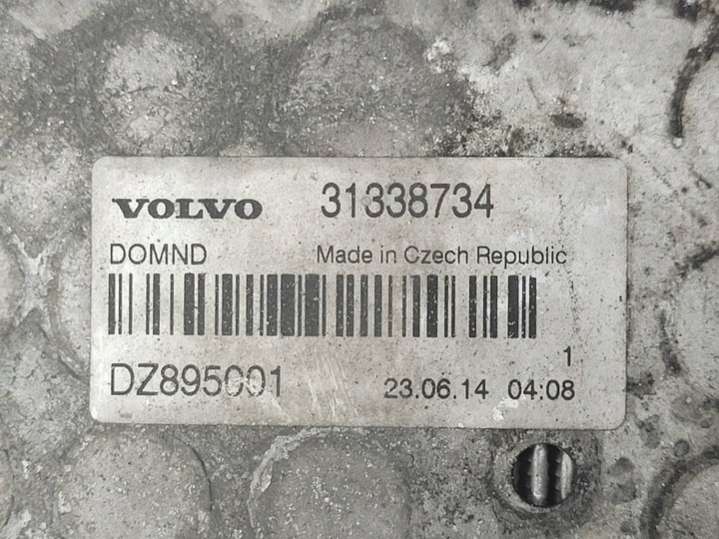 VOLVO 31338734
DOMND Made in Czech Republic
1
DZ895001 23.06.14 04:08